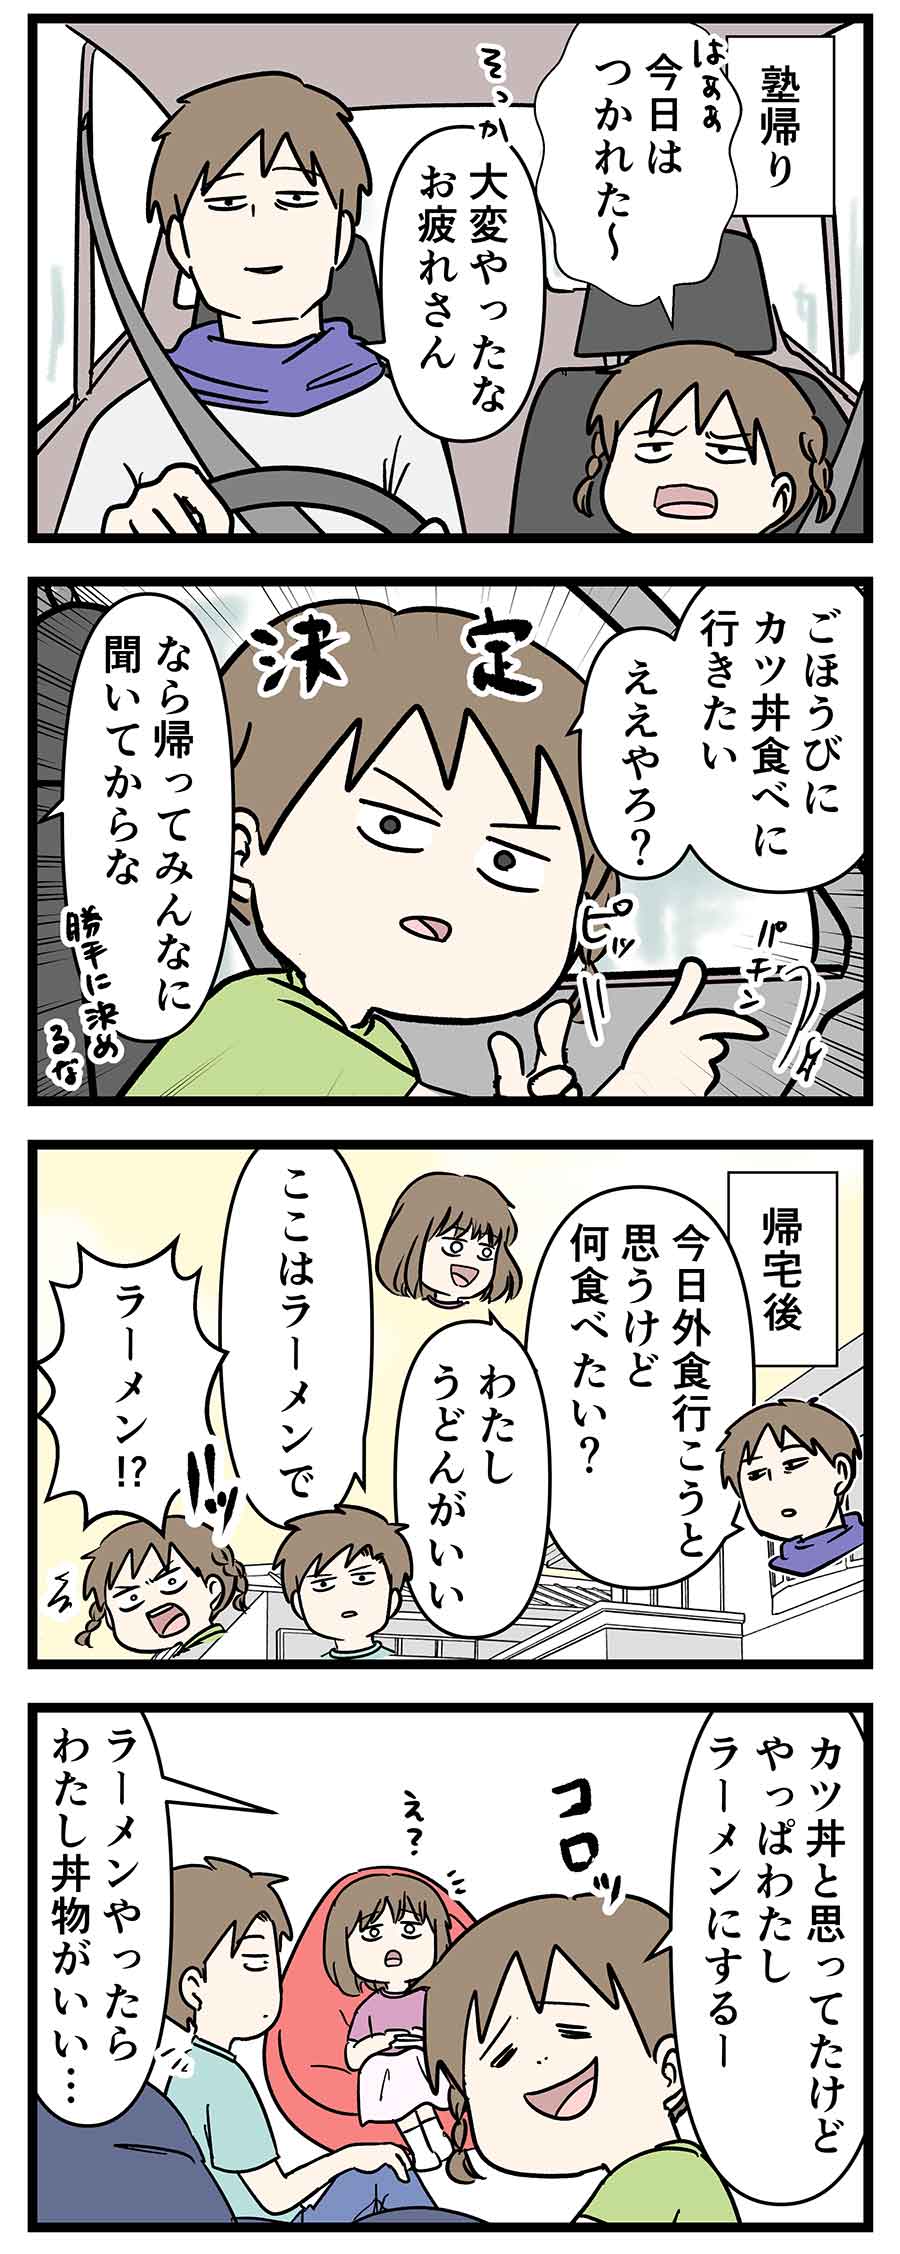 塾帰り
はぁぁ
今日は
つかれた〜
そっか
大変やったな
お疲れさん
ごほうびに
カツ丼食べに
行きたい
ええやろ?
決定
パチン
ピッ
なら帰ってみんなに
聞いてからな
勝手に決め
るな
帰宅後
今日外食行こうと
思うけど
何食べたい?
わたし
うどんがいい
ここはラーメンで
ラーメン!?
カツ丼と思ってたけど
やっぱわたし
ラーメンにするー
コロッ
え?
ラーメンやったら
わたし丼物がいい…